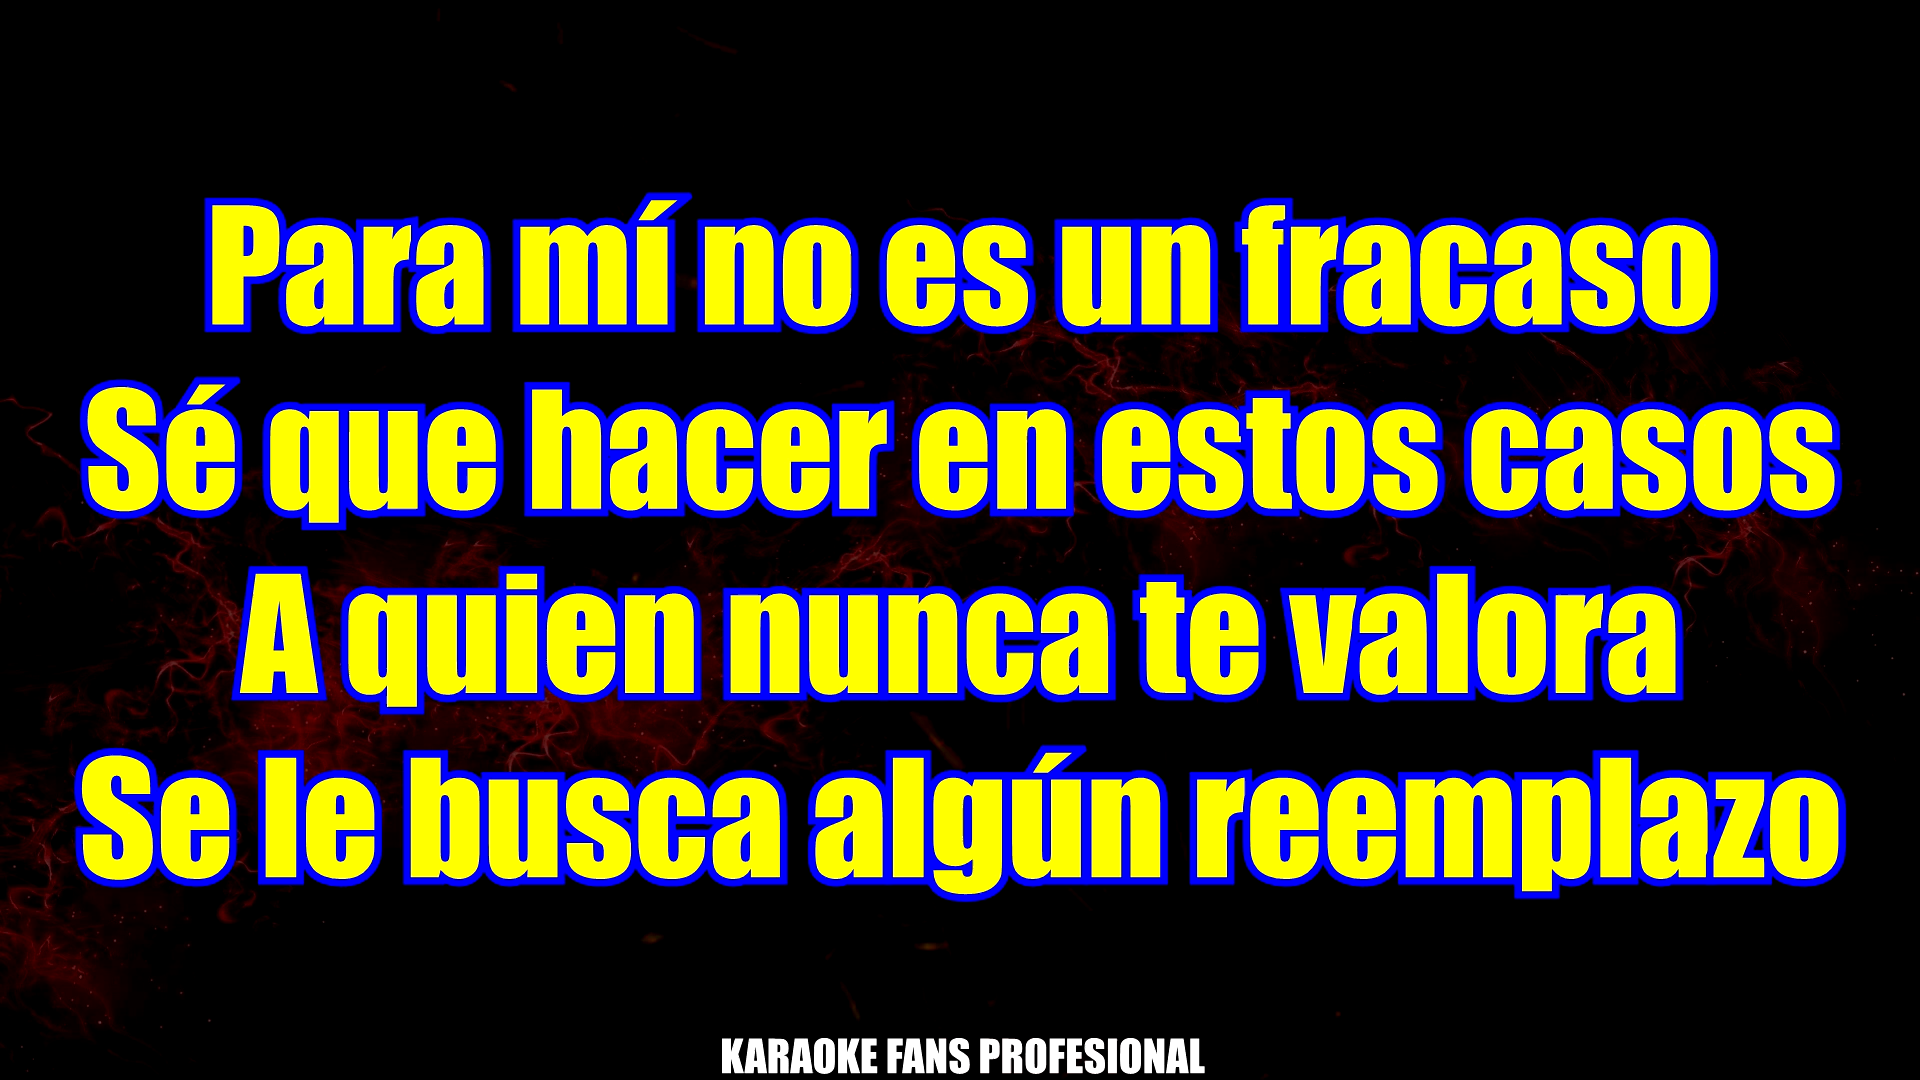 Para mí no es un fracaso
Sé que hacer en estos casos
A quien nunca te valora
Se le busca algún reemplazo
KARAOKE FANS PROFESIONAL